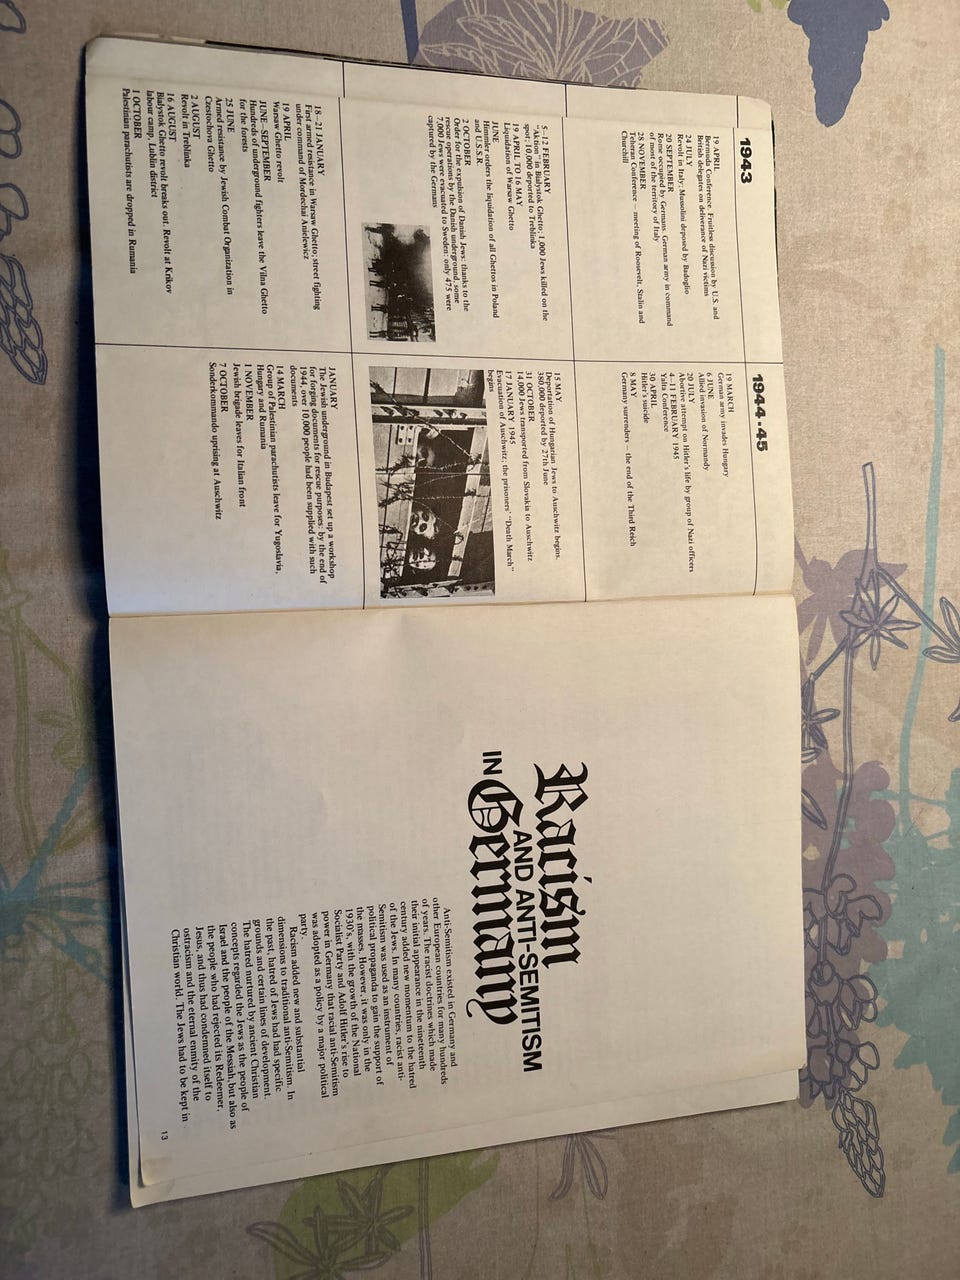 1943
19 APRIL
Bermuda Conference. Fruitless discussion by U.S. and
British delegates on deliverance of Nazi victims
24 JULY
Revolt in Italy; Mussolini deposed by Badoglio
20 SEPTEMBER
Rome occupied by Germans. German army in command
of most of the territory of Italy
28 NOVEMBER
Teheran Conference — meeting of Roosevelt, Stalin and
Churchill
5–12 FEBRUARY
"Aktion" in Bialystok Ghetto; 1,000 Jews killed on the
spot; 10,000 deported to Treblinka
19 APRIL TO 16 MAY
Liquidation of Warsaw Ghetto
JUNE
Himmler orders the liquidation of all Ghettos in Poland
and U.S.S.R.
2 OCTOBER
Order for the expulsion of Danish Jews: thanks to the
rescue operations by the Danish underground, some
7,000 Jews were evacuated to Sweden; only 475 were
captured by the Germans
18–21 JANUARY
First armed resistance in Warsaw Ghetto; street fighting
under command of Mordechai Anielewicz
19 APRIL
Warsaw Ghetto revolt
JUNE–SEPTEMBER
Hundreds of underground fighters leave the Vilna Ghetto
for the forests
25 JUNE
Armed resistance by Jewish Combat Organization in
Czestochowa Ghetto
2 AUGUST
Revolt in Treblinka
16 AUGUST
Bialystok Ghetto revolt breaks out. Revolt at Krikov
labour camp, Lublin district
1 OCTOBER
Palestinian parachutists are dropped in Rumania
1944-45
19 MARCH
German army invades Hungary
6 JUNE
Allied invasion of Normandy
20 JULY
Abortive attempt on Hitler's life by group of Nazi officers
4–11 FEBRUARY 1945
Yalta Conference
30 APRIL
Hitler's suicide
8 MAY
Germany surrenders — the end of the Third Reich
15 MAY
Deportation of Hungarian Jews to Auschwitz begins.
380,000 deported by 27th June
31 OCTOBER
14,000 Jews transported from Slovakia to Auschwitz
17 JANUARY 1945
Evacuation of Auschwitz; the prisoners' "Death March"
begins
JANUARY
The Jewish underground in Budapest set up a workshop
for forging documents for rescue purposes; by the end of
1944, over 10,000 people had been supplied with such
documents
14 MARCH
Group of Palestinian parachutists leave for Yugoslavia,
Hungary and Rumania
1 NOVEMBER
Jewish brigade leaves for Italian front
7 OCTOBER
Sonderkommando uprising at Auschwitz
Racism
AND ANTI-SEMITISM
IN Germany
Anti-Semitism existed in Germany and
other European countries for many hundreds
of years. The racist doctrines which made
their initial appearance in the nineteenth
century added new momentum to the hatred
of the Jews. In many countries, racist anti-
Semitism was used as an instrument of
political propaganda to gain the support of
the masses. However, it was only in the
1930's, with the growth of the National
Socialist Party and Adolf Hitler's rise to
power in Germany that racial anti-Semitism
was adopted as a policy by a major political
party.
Racism added new and substantial
dimensions to traditional anti-Semitism. In
the past, hatred of Jews had had specific
grounds and certain lines of development.
The hatred nurtured by ancient Christian
concepts regarded the Jews as the people of
Israel and the people of the Messiah, but also as
the people who had rejected its Redeemer,
Jesus, and thus had condemned itself to
ostracism and the eternal enmity of the
Christian world. The Jews had to be kept in
13